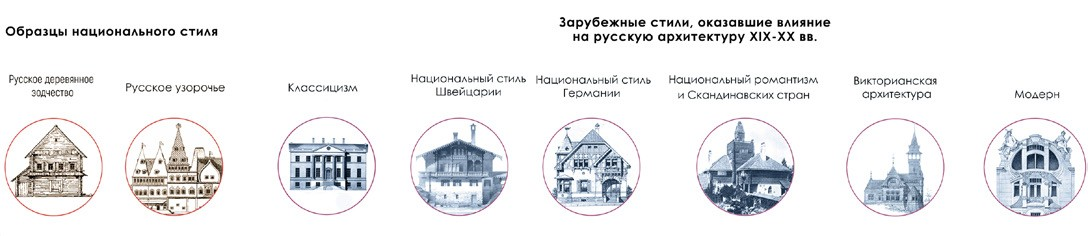 Образцы национального стиля
Зарубежные стили, оказавшие влияние
на русскую архитектуру XIX-XX вв.
Русское деревянное
зодчество
Русское узорочье
Классицизм
Национальный стиль
Швейцарии
Национальный стиль
Германии
Национальный романтизм
и Скандинавских стран
Викторианская
архитектура
Модерн